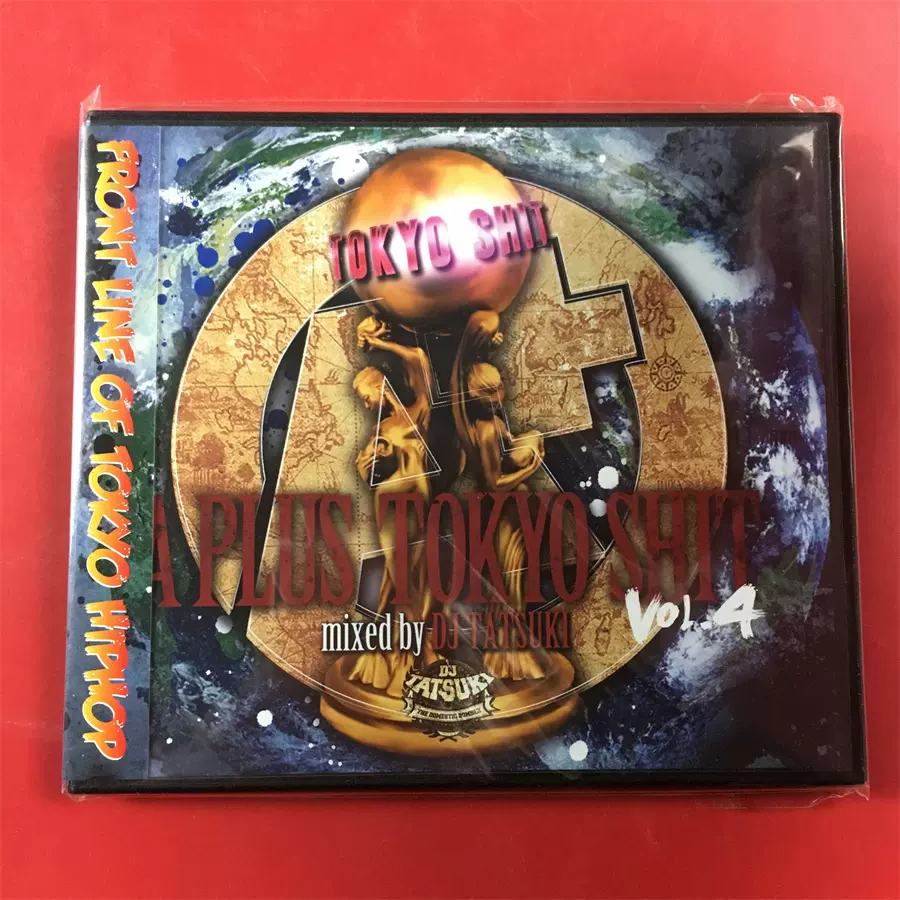 FRONT LINE OF TOKYO HIPHOP
TOKYO SHIT
A PLUS TOKYO SHIT
VOL.4
mixed by DJ TATSUKI
DJ
TATSUKI